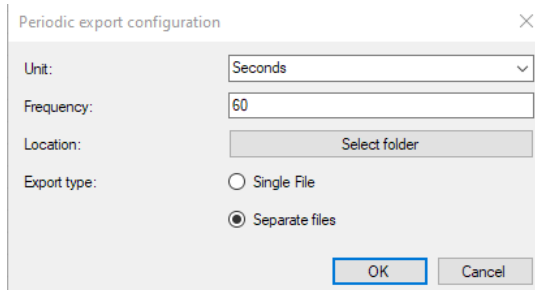 Periodic export configuration
Unit: Seconds
Frequency: 60
Location: Select folder
Export type: Single File
Separate files
OK Cancel